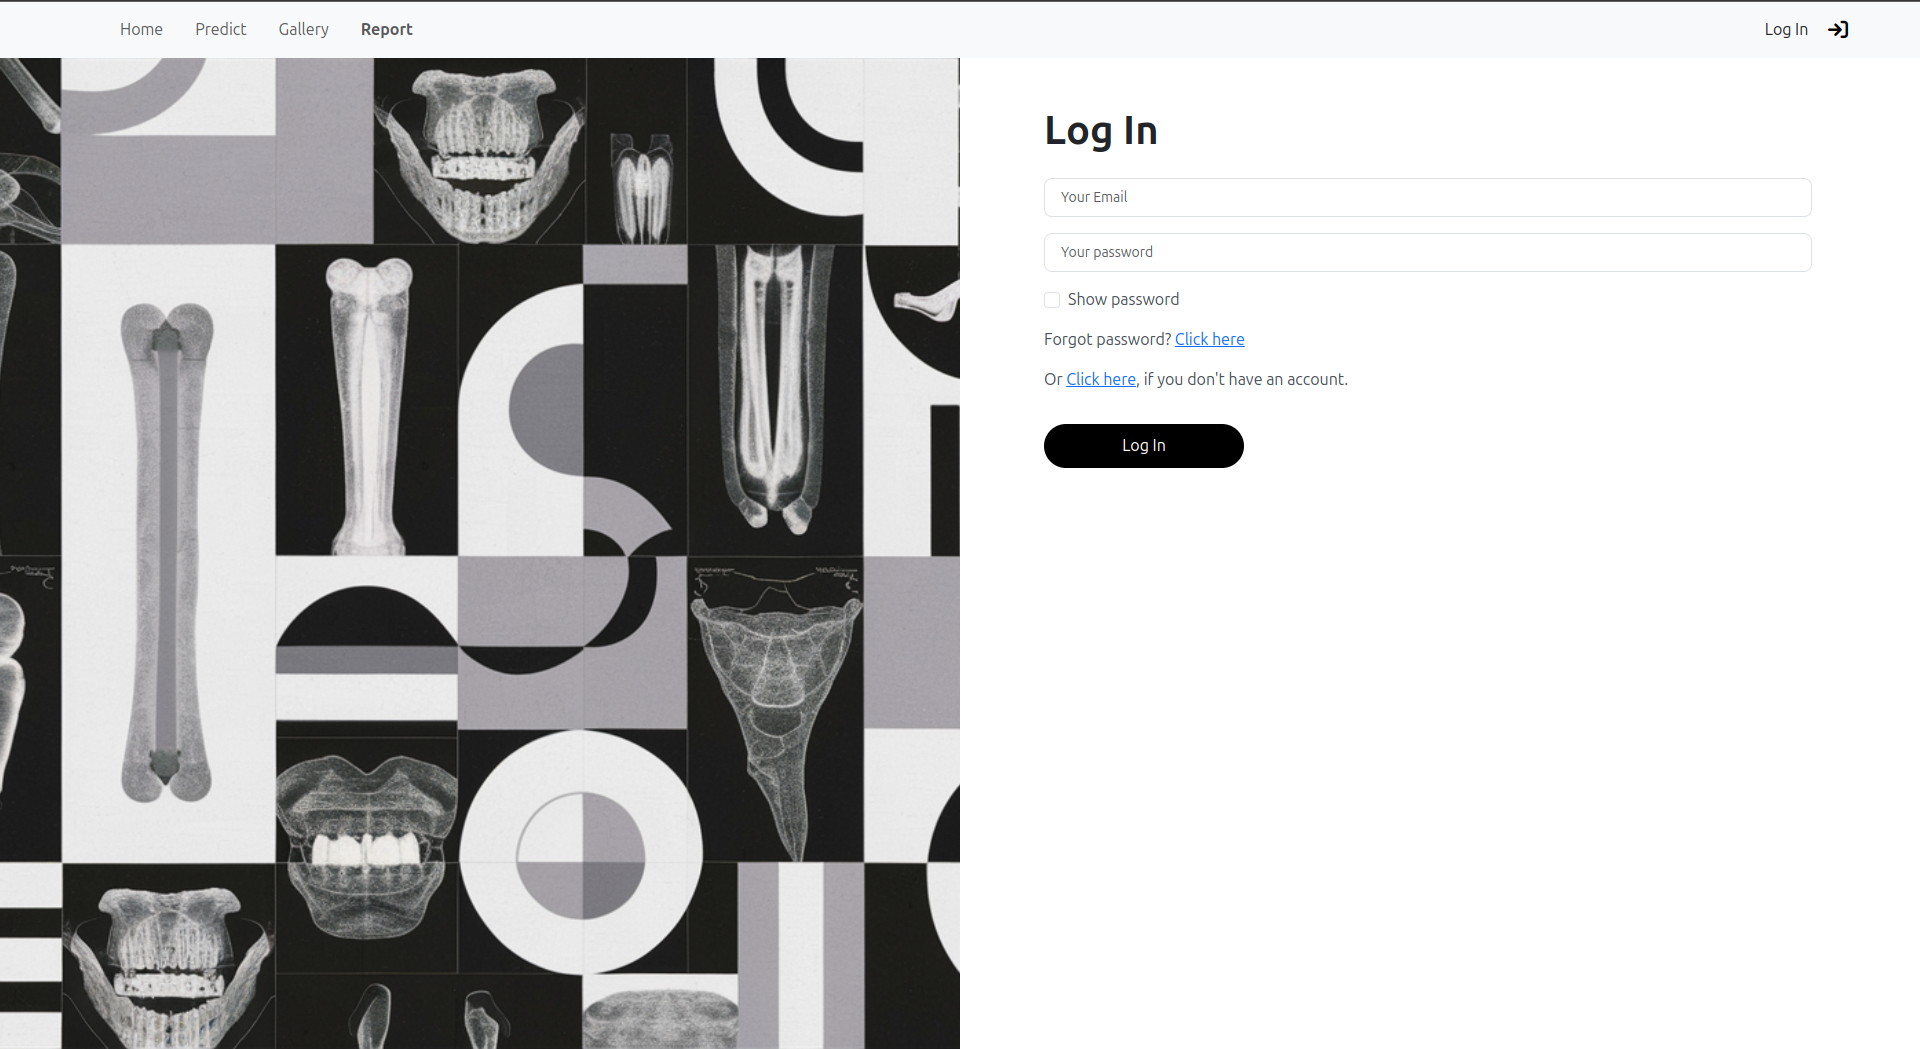 Home Predict Gallery Report Log In
Log In
Your Email
Your password
Show password
Forgot password? Click here
Or Click here, if you don't have an account.
Log In